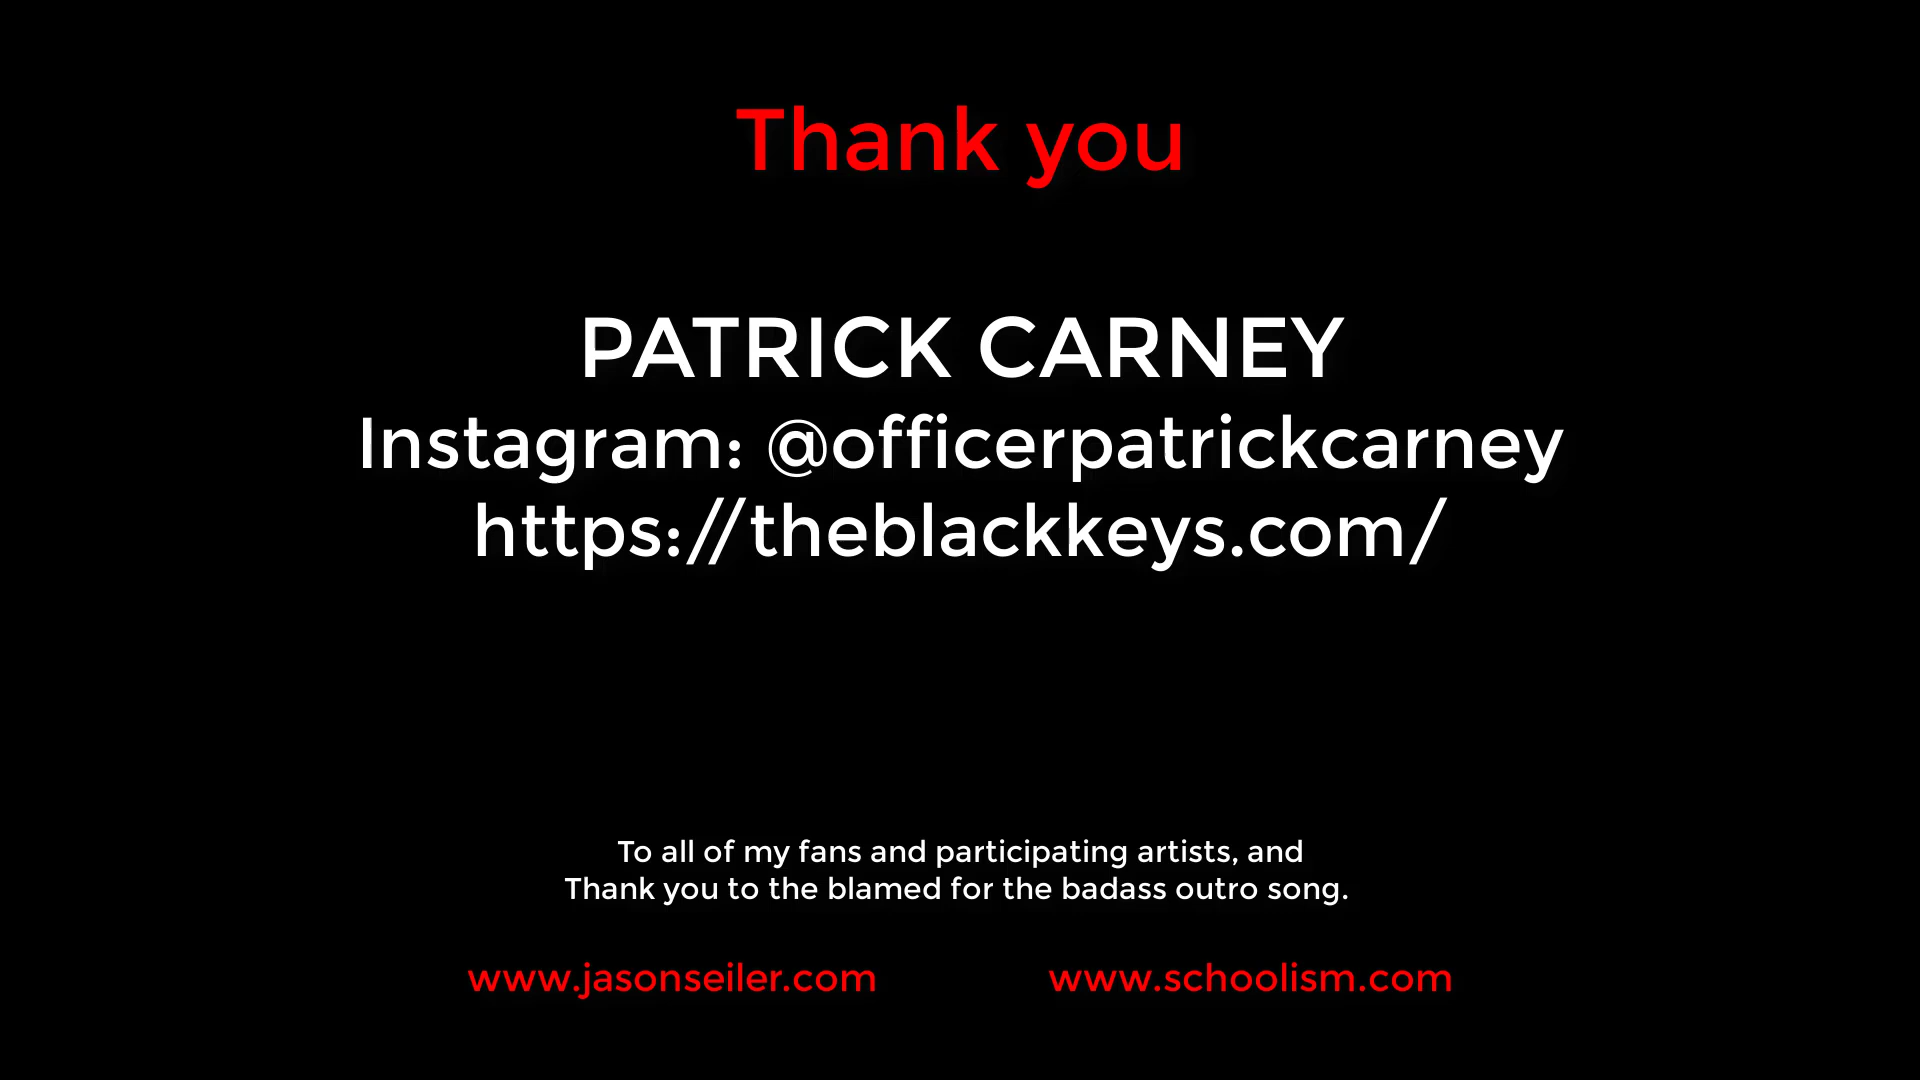 Thank you
PATRICK CARNEY
Instagram: @officerpatrickcarney
https://theblackkeys.com/
To all of my fans and participating artists, and
Thank you to the blamed for the badass outro song.
www.jasonseiler.com
www.schoolism.com